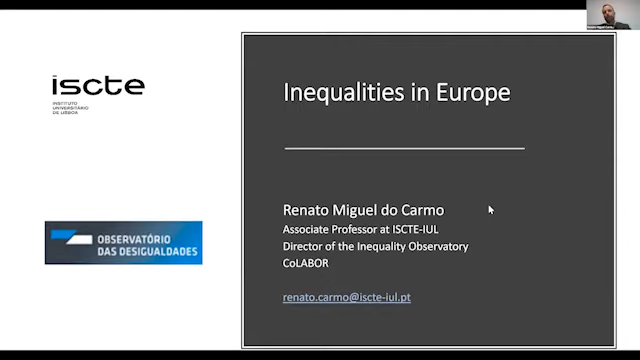 iscte
INSTITUTO
UNIVERSITÁRIO
DE LISBOA
OBSERVATÓRIO
DAS DESIGUALDADES
Inequalities in Europe
Renato Miguel do Carmo
Associate Professor at ISCTE-IUL
Director of the Inequality Observatory
CoLABOR
renato.carmo@iscte-iul.pt